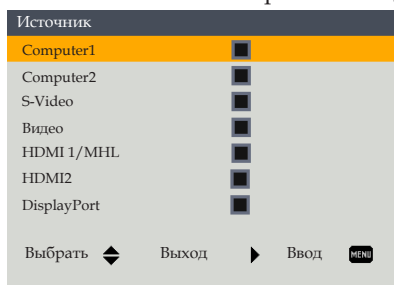 Источник
Computer1
Computer2
S-Video
Видео
HDMI 1/MHL
HDMI2
DisplayPort
Выбрать Выход Ввод MENU